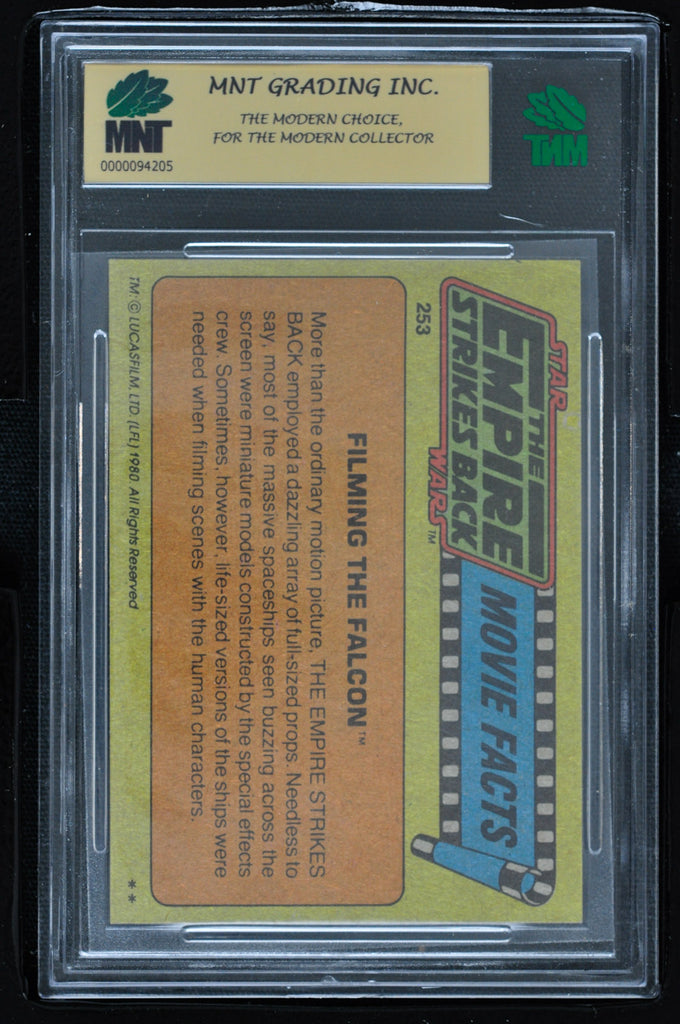 MNT GRADING INC.
THE MODERN CHOICE,
FOR THE MODERN COLLECTOR
MNT
0000094205
MNT
STAR
THE
EMPIRE
STRIKES BACK
WARS™
MOVIE FACTS
253
FILMING THE FALCON™
More than the ordinary motion picture, THE EMPIRE STRIKES
BACK employed a dazzling array of full-sized props. Needless to
say, most of the massive spaceships seen buzzing across the
screen were miniature models constructed by the special effects
crew. Sometimes, however, life-sized versions of the ships were
needed when filming scenes with the human characters.
TM: © LUCASFILM, LTD. (LFL) 1980. All Rights Reserved
**